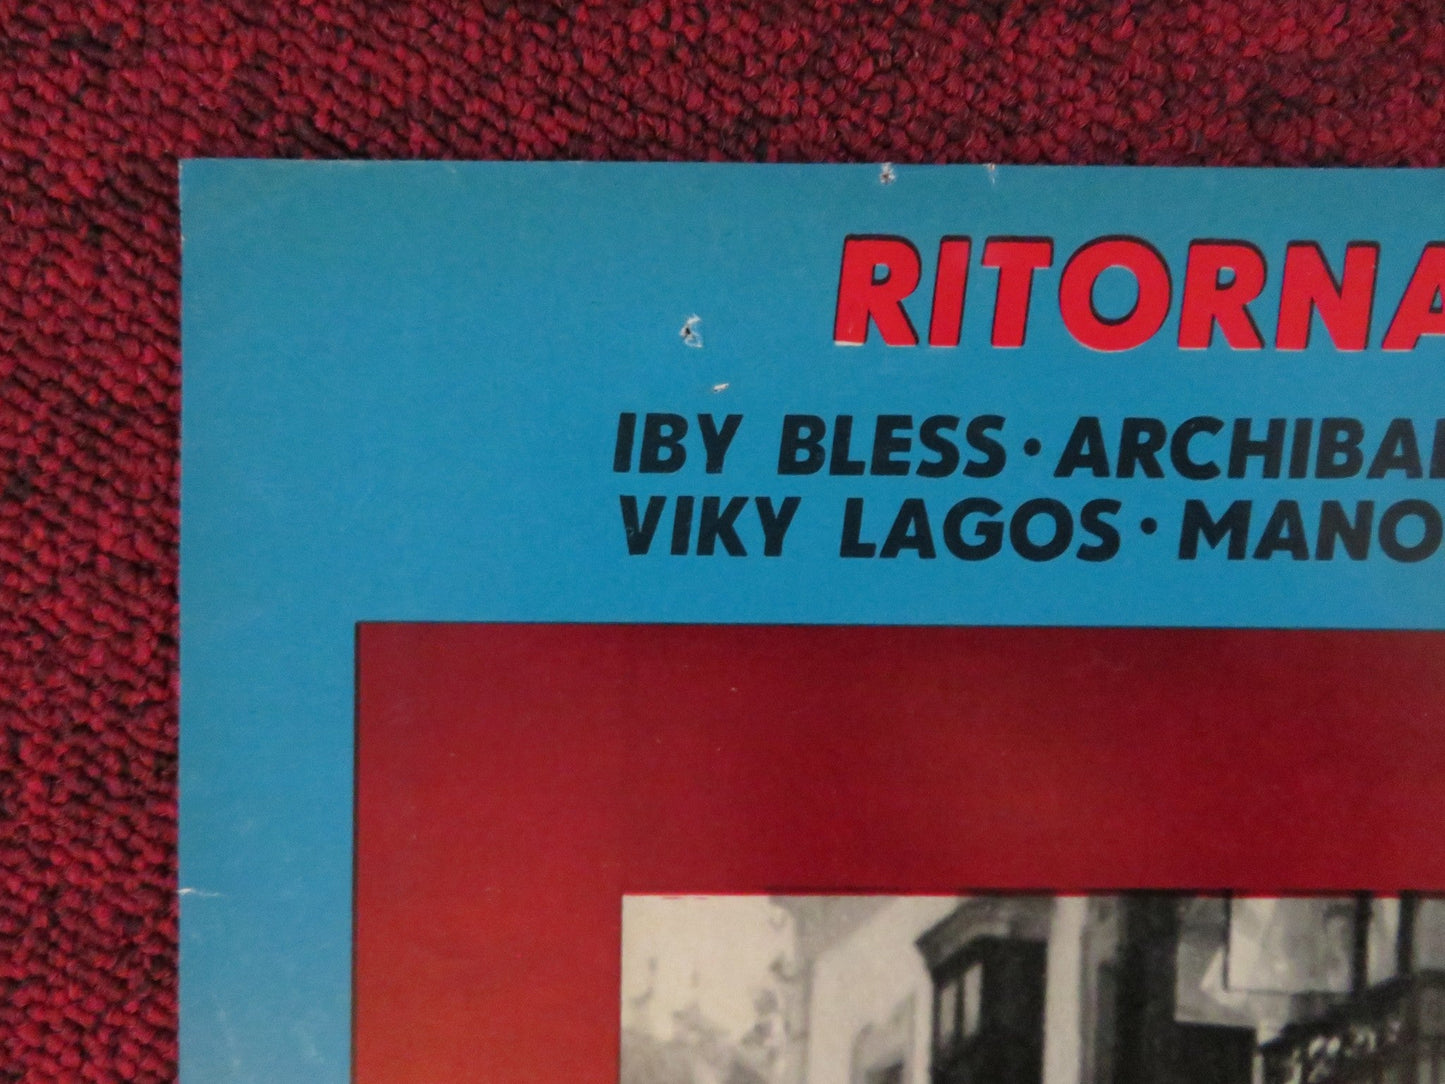 RITORNA
IBY BLESS · ARCHIBA
VIKY LAGOS · MANO